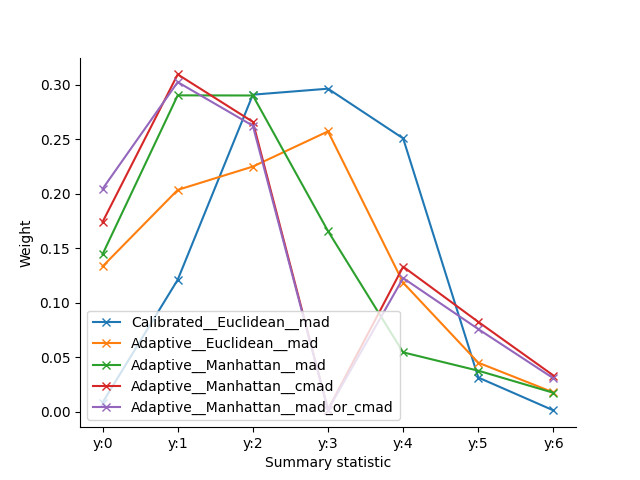 0.30
0.25
0.20
0.15
0.10
0.05
0.00
Weight
Calibrated__Euclidean__mad
Adaptive__Euclidean__mad
Adaptive__Manhattan__mad
Adaptive__Manhattan__cmad
Adaptive__Manhattan__mad_or_cmad
y:0 y:1 y:2 y:3 y:4 y:5 y:6
Summary statistic